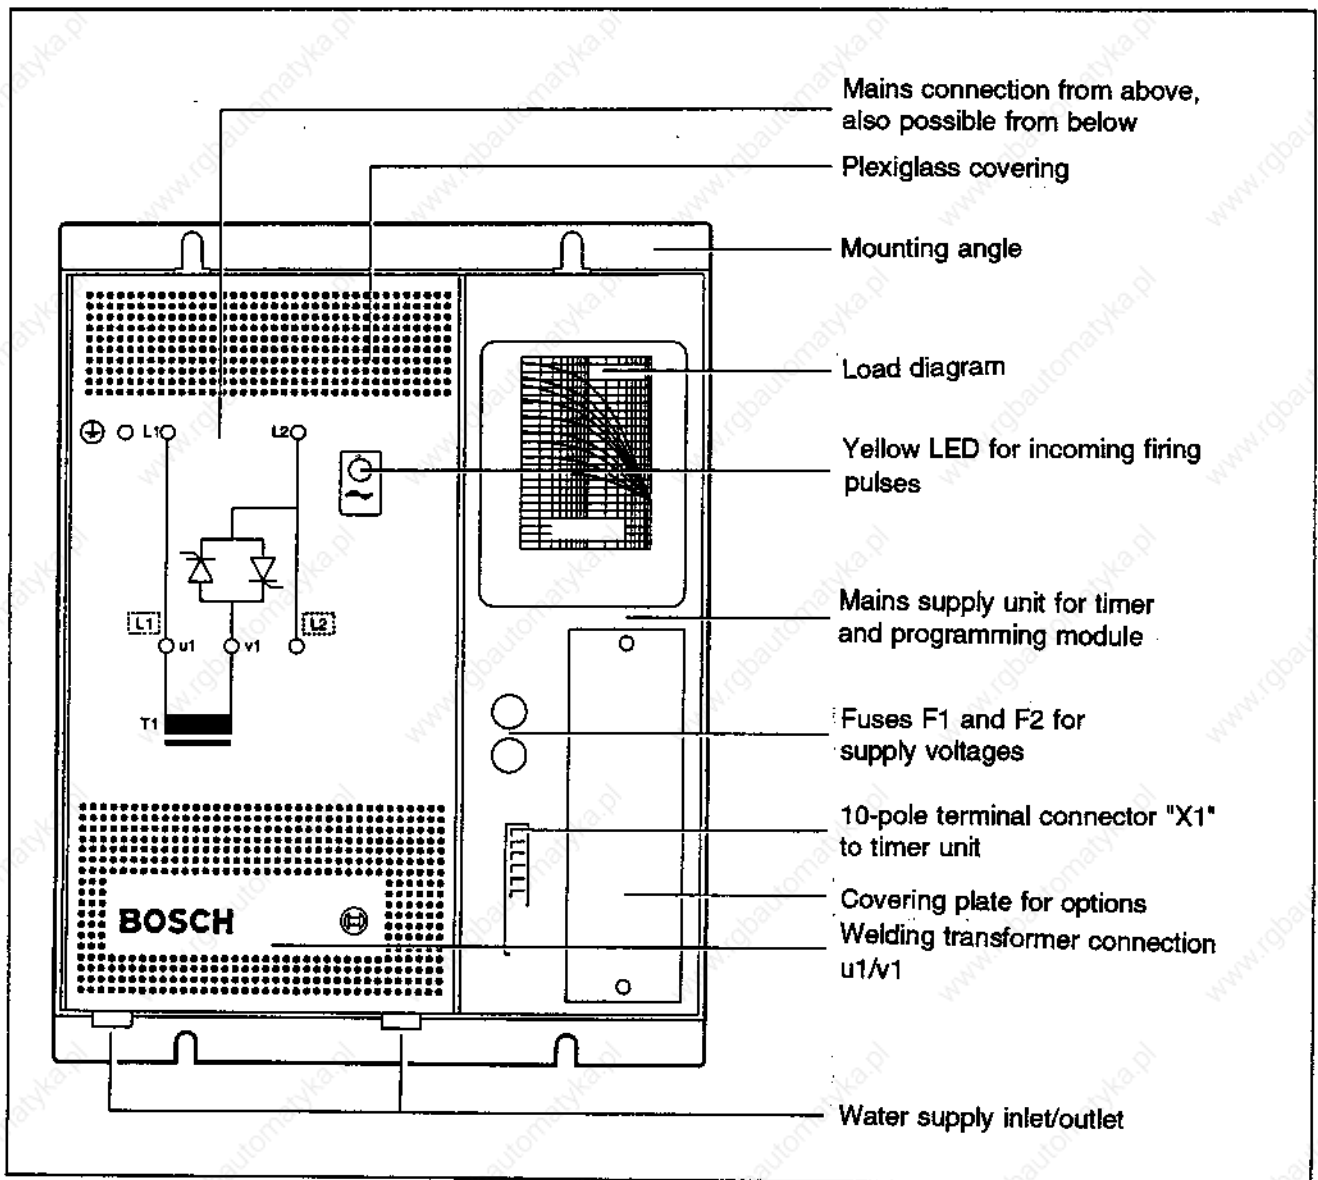 Mains connection from above,
also possible from below
Plexiglass covering
Mounting angle
Load diagram
Yellow LED for incoming firing
pulses
Mains supply unit for timer
and programming module
Fuses F1 and F2 for
supply voltages
10-pole terminal connector "X1"
to timer unit
Covering plate for options
Welding transformer connection
u1/v1
Water supply inlet/outlet
L1
L2
L1
L2
u1
v1
T1
BOSCH
www.rgbautomatyka.pl